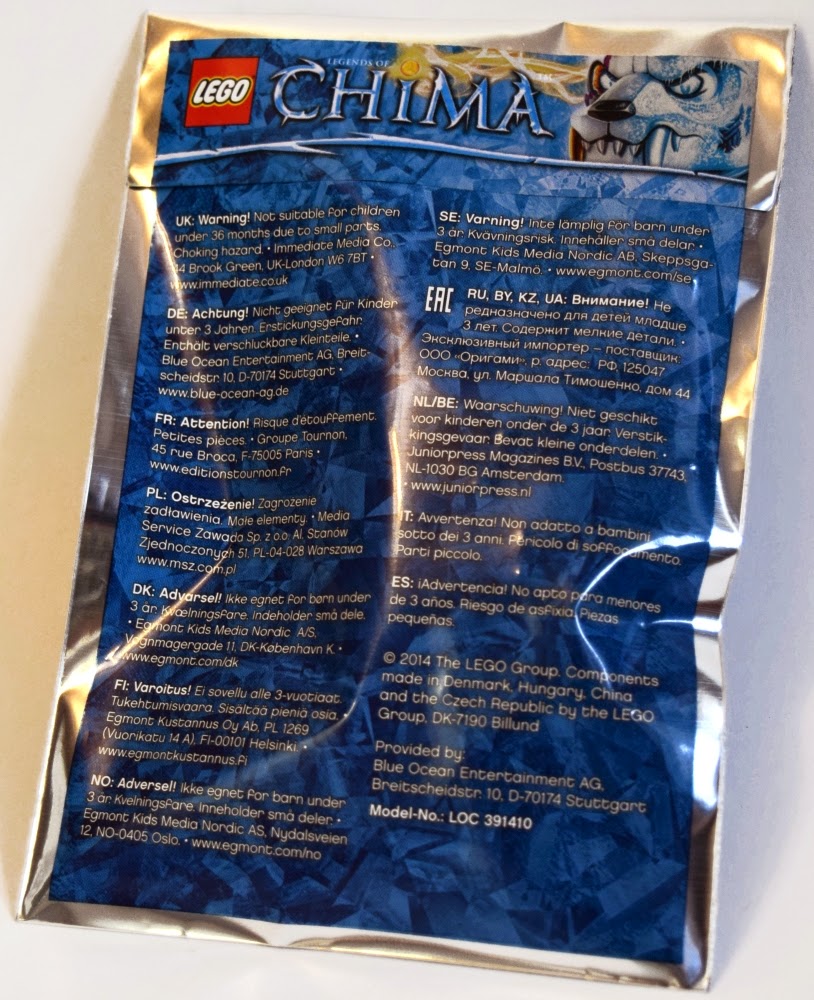 LEGO
LEGENDS OF
CHIMA™
UK: Warning! Not suitable for children
under 36 months due to small parts.
Choking hazard. • Immediate Media Co.,
44 Brook Green, UK-London W6 7BT •
www.immediate.co.uk
DE: Achtung! Nicht geeignet für Kinder
unter 3 Jahren. Erstickungsgefahr.
Enthält verschluckbare Kleinteile. •
Blue Ocean Entertainment AG, Breit-
scheidstr. 10, D-70174 Stuttgart •
www.blue-ocean-ag.de
FR: Attention! Risque d'étouffement.
Petites pièces. • Groupe Tournon,
45 rue Broca, F-75005 Paris •
www.editionstournon.fr
PL: Ostrzeżenie! Zagrożenie
zadławienia. Małe elementy. • Media
Service Zawada Sp. z o.o. Al. Stanów
Zjednoczonych 51, PL-04-028 Warszawa
www.msz.com.pl
DK: Advarsel! Ikke egnet for børn under
3 år. Kvælningsfare. Indeholder små dele.
• Egmont Kids Media Nordic A/S,
Vognmagergade 11, DK-København K •
www.egmont.com/dk
FI: Varoitus! Ei sovellu alle 3-vuotiaat.
Tukehtumisvaara. Sisältää pieniä osia. •
Egmont Kustannus Oy Ab, PL 1269
(Vuorikatu 14 A), FI-00101 Helsinki. •
www.egmontkustannus.fi
NO: Adversel! Ikke egnet for barn under
3 år. Kvelningsfare. Inneholder små deler •
Egmont Kids Media Nordic AS, Nydalsveien
12, NO-0405 Oslo. • www.egmont.com/no
SE: Varning! Inte lämplig för barn under
3 år. Kvävningsrisk. Innehåller små delar •
Egmont Kids Media Nordic AB, Skeppsga-
tan 9, SE-Malmö. • www.egmont.com/se
EAC RU, BY, KZ, UA: Внимание! Не
редназначено для детей младше
3 лет. Содержит мелкие детали. •
Эксклюзивный импортер – поставщик:
ООО «Оригами», р. адрес: РФ, 125047
Москва, ул. Маршала Тимошенко, дом 44
NL/BE: Waarschuwing! Niet geschikt
voor kinderen onder de 3 jaar. Verstik-
kingsgevaar. Bevat kleine onderdelen. •
Juniorpress Magazines B.V., Postbus 37743,
NL-1030 BG Amsterdam.
• www.juniorpress.nl
IT: Avvertenza! Non adatto a bambini
sotto dei 3 anni. Pericolo di soffocamento.
Parti piccolo.
ES: ¡Advertencia! No apto para menores
de 3 años. Riesgo de asfixia. Piezas
pequeñas.
© 2014 The LEGO Group. Components
made in Denmark, Hungary, China
and the Czech Republic by the LEGO
Group, DK-7190 Billund
Provided by:
Blue Ocean Entertainment AG,
Breitscheidstr. 10, D-70174 Stuttgart
Model-No.: LOC 391410